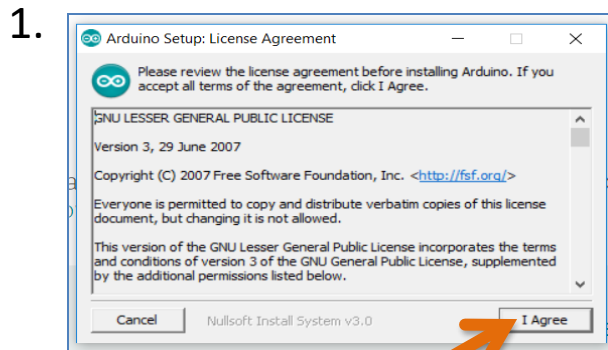 1.
Arduino Setup: License Agreement
Please review the license agreement before installing Arduino. If you
accept all terms of the agreement, click I Agree.
GNU LESSER GENERAL PUBLIC LICENSE
Version 3, 29 June 2007
Copyright (C) 2007 Free Software Foundation, Inc. <http://fsf.org/>
Everyone is permitted to copy and distribute verbatim copies of this license
document, but changing it is not allowed.
This version of the GNU Lesser General Public License incorporates the terms
and conditions of version 3 of the GNU General Public License, supplemented
by the additional permissions listed below.
Cancel
Nullsoft Install System v3.0
I Agree